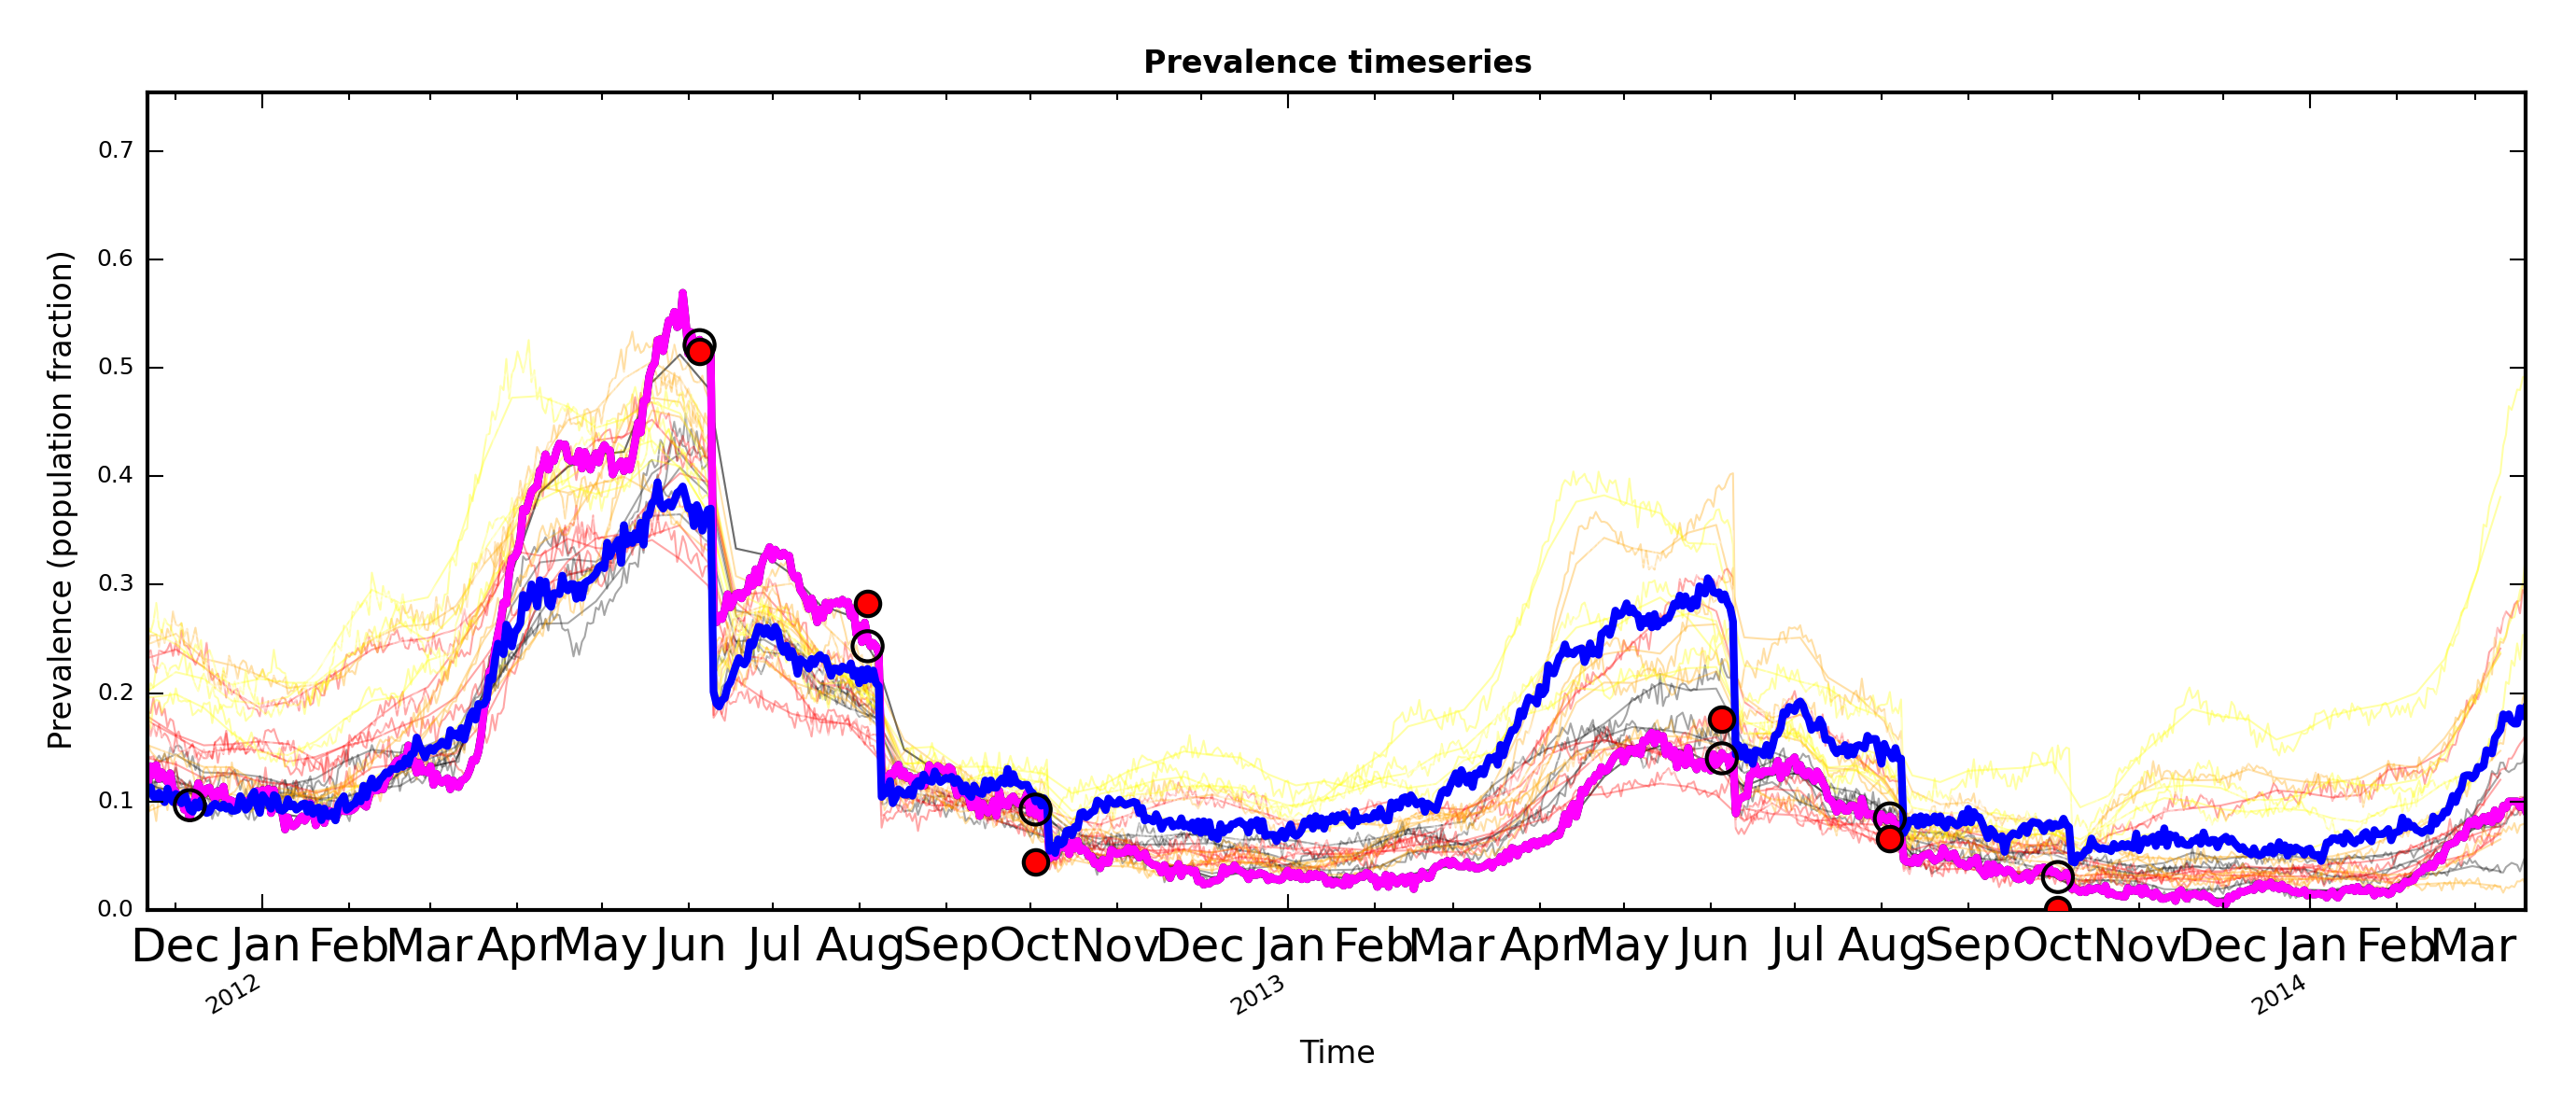 Prevalence timeseries
Prevalence (population fraction)
0.7
0.6
0.5
0.4
0.3
0.2
0.1
0.0
Dec Jan Feb Mar Apr May Jun Jul Aug Sep Oct Nov Dec Jan Feb Mar Apr May Jun Jul Aug Sep Oct Nov Dec Jan Feb Mar
2012 2013 2014
Time